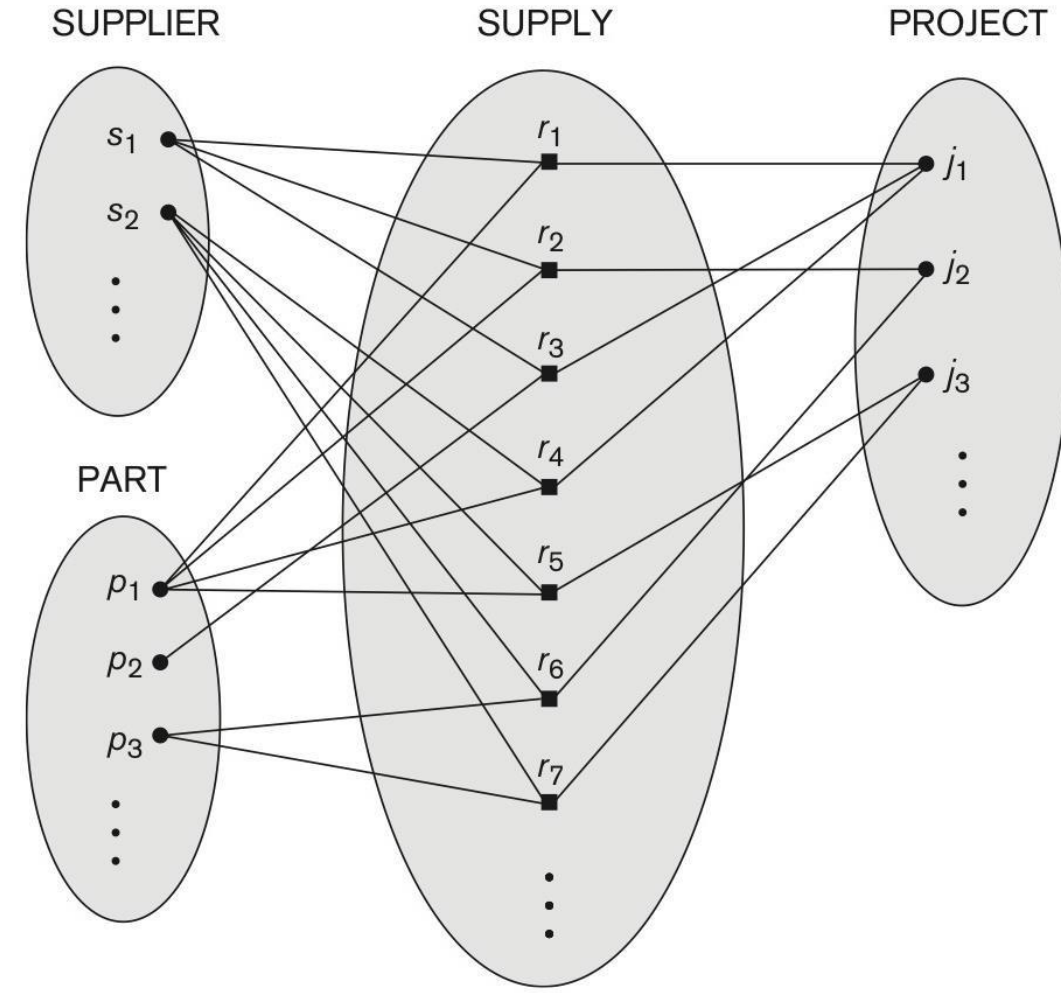 SUPPLIER
SUPPLY
PROJECT
s1
s2
PART
p1
p2
p3
r1
r2
r3
r4
r5
r6
r7
j1
j2
j3